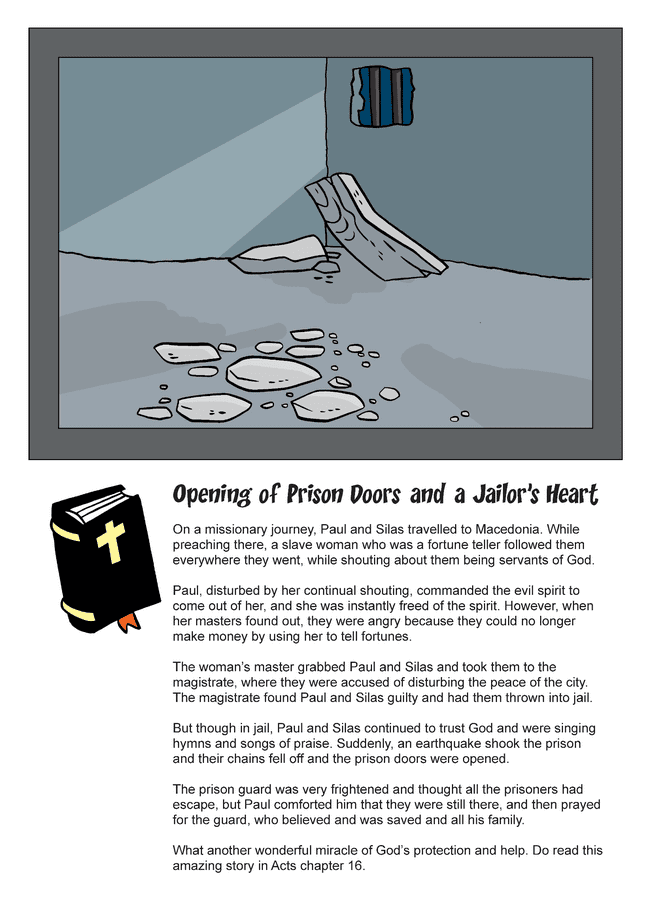 Opening of Prison Doors and a Jailor's Heart
On a missionary journey, Paul and Silas travelled to Macedonia. While
preaching there, a slave woman who was a fortune teller followed them
everywhere they went, while shouting about them being servants of God.
Paul, disturbed by her continual shouting, commanded the evil spirit to
come out of her, and she was instantly freed of the spirit. However, when
her masters found out, they were angry because they could no longer
make money by using her to tell fortunes.
The woman's master grabbed Paul and Silas and took them to the
magistrate, where they were accused of disturbing the peace of the city.
The magistrate found Paul and Silas guilty and had them thrown into jail.
But though in jail, Paul and Silas continued to trust God and were singing
hymns and songs of praise. Suddenly, an earthquake shook the prison
and their chains fell off and the prison doors were opened.
The prison guard was very frightened and thought all the prisoners had
escape, but Paul comforted him that they were still there, and then prayed
for the guard, who believed and was saved and all his family.
What another wonderful miracle of God's protection and help. Do read this
amazing story in Acts chapter 16.